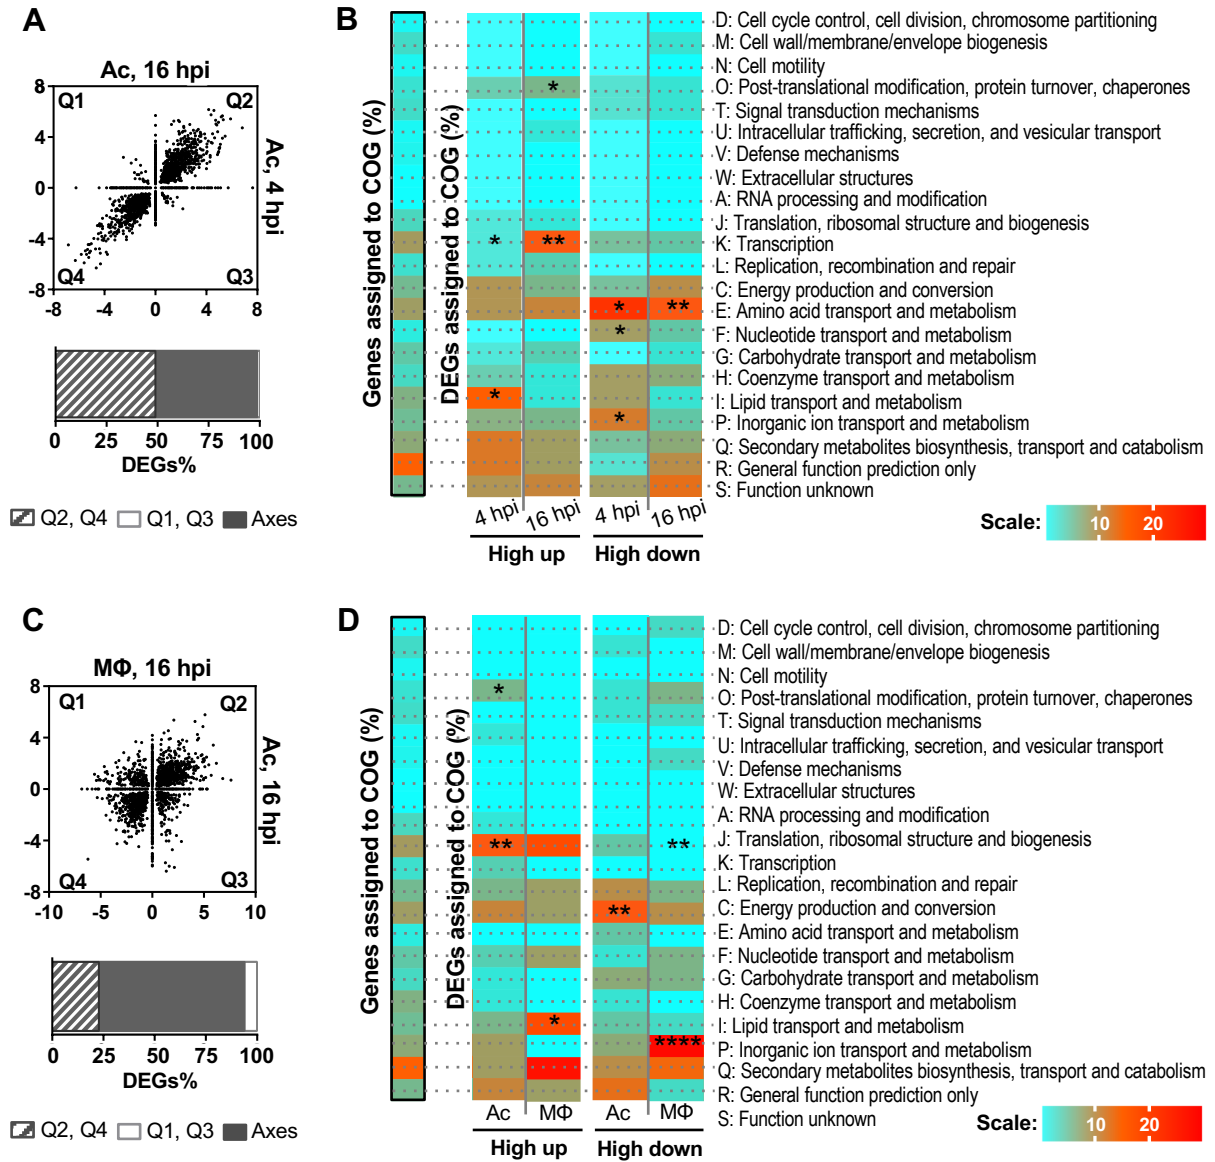 A
Ac, 16 hpi
8
4
0
-4
-8
Q1
Q2
Q4
Q3
-8 -4 0 4 8
Ac, 4 hpi
0 25 50 75 100
DEGs%
Q2, Q4 Q1, Q3 Axes
B
Genes assigned to COG (%)
DEGs assigned to COG (%)
*
* **
* **
*
*
*
D: Cell cycle control, cell division, chromosome partitioning
M: Cell wall/membrane/envelope biogenesis
N: Cell motility
O: Post-translational modification, protein turnover, chaperones
T: Signal transduction mechanisms
U: Intracellular trafficking, secretion, and vesicular transport
V: Defense mechanisms
W: Extracellular structures
A: RNA processing and modification
J: Translation, ribosomal structure and biogenesis
K: Transcription
L: Replication, recombination and repair
C: Energy production and conversion
E: Amino acid transport and metabolism
F: Nucleotide transport and metabolism
G: Carbohydrate transport and metabolism
H: Coenzyme transport and metabolism
I: Lipid transport and metabolism
P: Inorganic ion transport and metabolism
Q: Secondary metabolites biosynthesis, transport and catabolism
R: General function prediction only
S: Function unknown
4 hpi 16 hpi 4 hpi 16 hpi
High up High down
Scale: 10 20
C
MΦ, 16 hpi
8
4
0
-4
-8
Q1
Q2
Q4
Q3
-10 -5 0 5 10
Ac, 16 hpi
0 25 50 75 100
DEGs%
Q2, Q4 Q1, Q3 Axes
D
Genes assigned to COG (%)
DEGs assigned to COG (%)
*
** **
**
*
****
D: Cell cycle control, cell division, chromosome partitioning
M: Cell wall/membrane/envelope biogenesis
N: Cell motility
O: Post-translational modification, protein turnover, chaperones
T: Signal transduction mechanisms
U: Intracellular trafficking, secretion, and vesicular transport
V: Defense mechanisms
W: Extracellular structures
A: RNA processing and modification
J: Translation, ribosomal structure and biogenesis
K: Transcription
L: Replication, recombination and repair
C: Energy production and conversion
E: Amino acid transport and metabolism
F: Nucleotide transport and metabolism
G: Carbohydrate transport and metabolism
H: Coenzyme transport and metabolism
I: Lipid transport and metabolism
P: Inorganic ion transport and metabolism
Q: Secondary metabolites biosynthesis, transport and catabolism
R: General function prediction only
S: Function unknown
Ac MΦ Ac MΦ
High up High down
Scale: 10 20